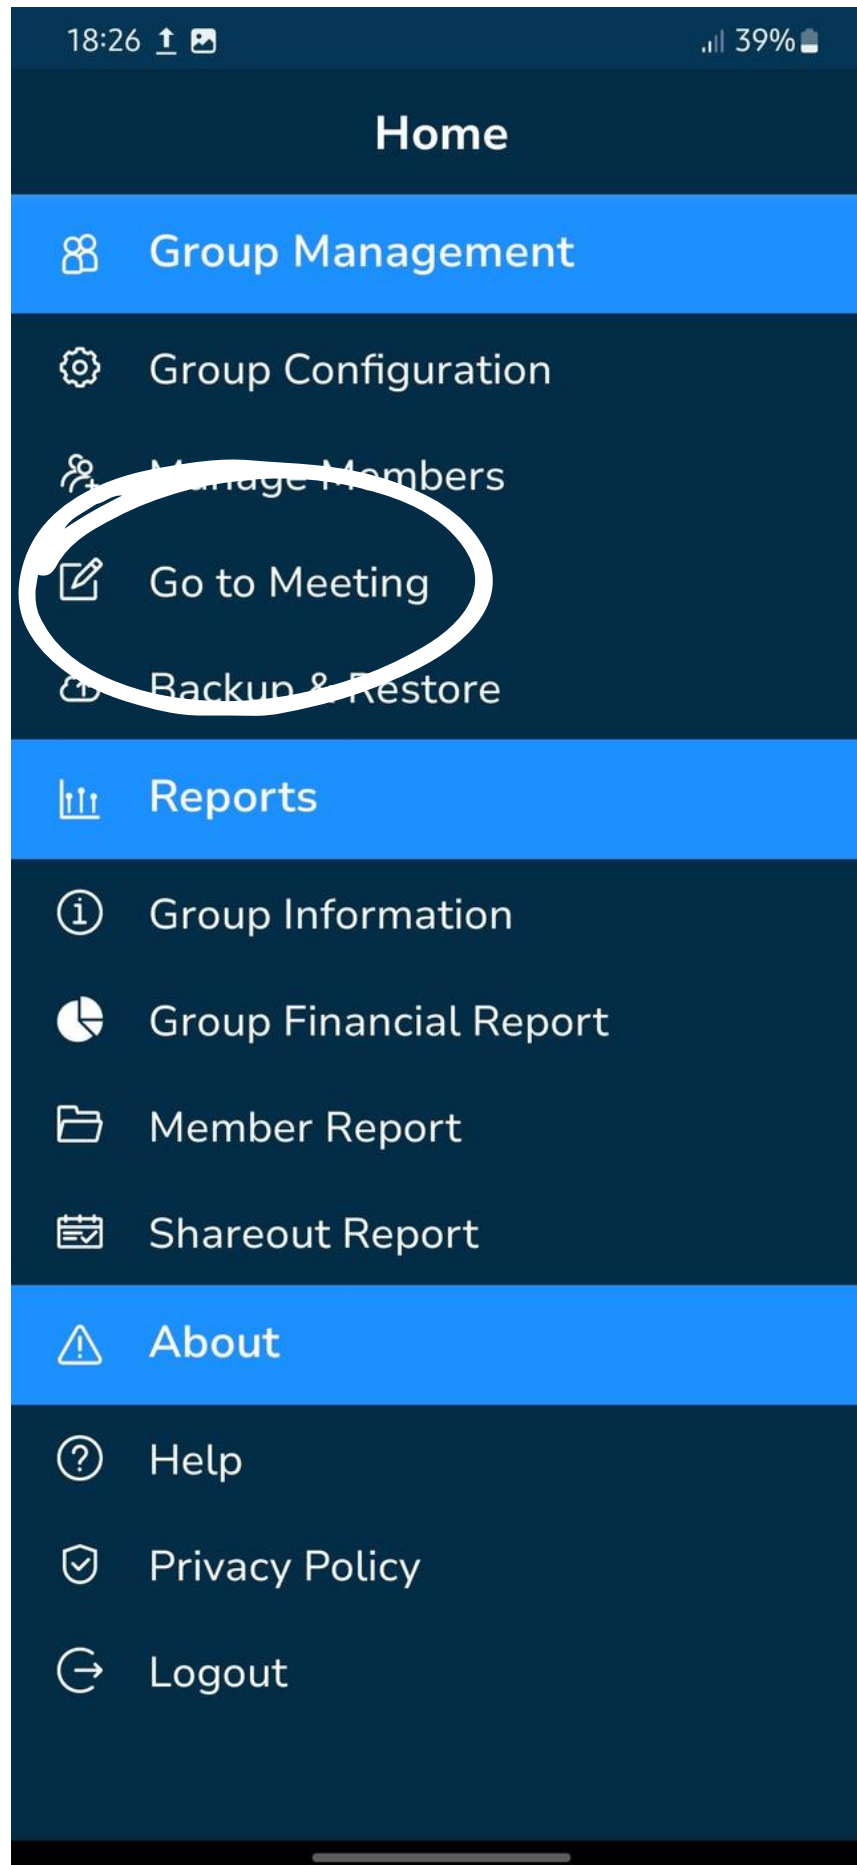 18:26 39%
Home
Group Management
Group Configuration
Manage Members
Go to Meeting
Backup & Restore
Reports
Group Information
Group Financial Report
Member Report
Shareout Report
About
Help
Privacy Policy
Logout